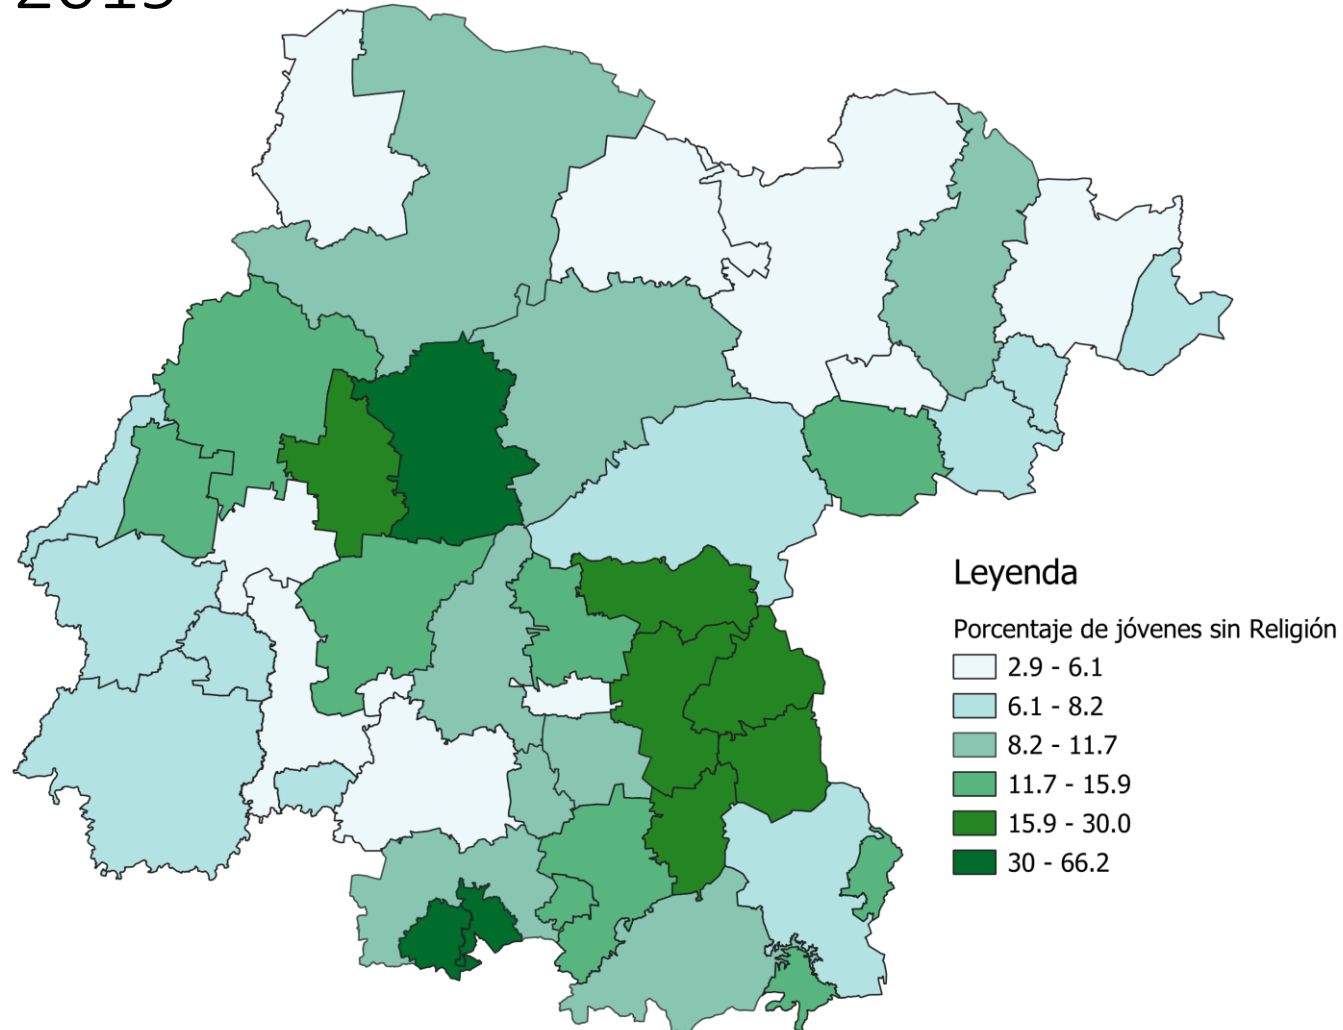 Leyenda
Porcentaje de jóvenes sin Religión
2.9 - 6.1
6.1 - 8.2
8.2 - 11.7
11.7 - 15.9
15.9 - 30.0
30 - 66.2